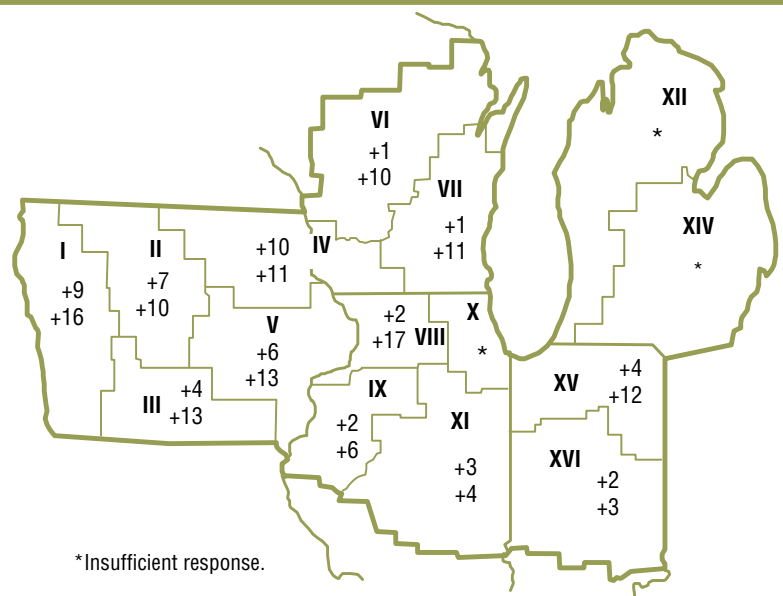 XII
*
VI
+1
+10
VII
+1
+11
XIV
*
I
+9
+16
II
+7
+10
IV
+10
+11
V
+6
+13
III
+4
+13
VIII
+2
+17
X
*
IX
+2
+6
XI
+3
+4
XV
+4
+12
XVI
+2
+3
*Insufficient response.